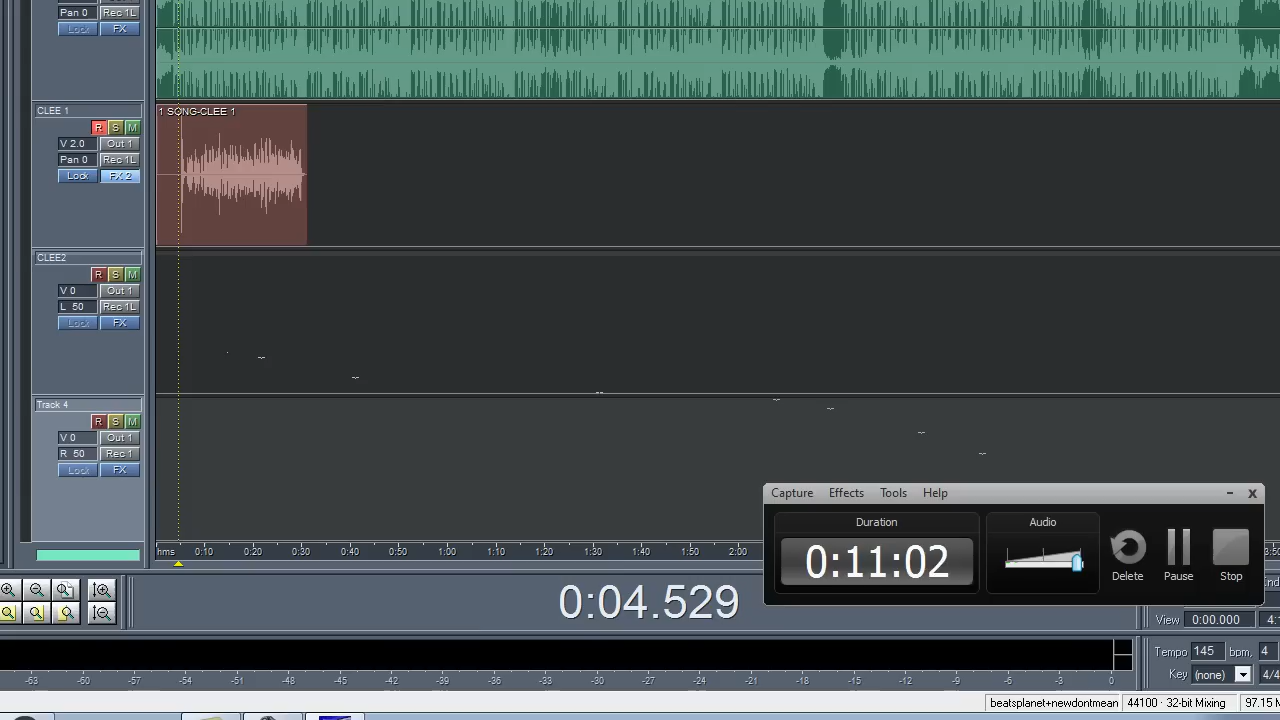 Pan 0 Rec 1L
Lock FX
CLEE 1
1 SONG-CLEE 1
R S M
V 2.0 Out 1
Pan 0 Rec 1L
Lock FX 2
CLEE2
R S M
V 0 Out 1
L 50 Rec 1L
Lock FX
Track 4
R S M
V 0 Out 1
R 50 Rec 1
Lock FX
Capture Effects Tools Help
Duration Audio
0:11:02
Delete Pause Stop
hms 0:10 0:20 0:30 0:40 0:50 1:00 1:10 1:20 1:30 1:40 1:50 2:00
0:04.529
View 0:00.000
Tempo 145 bpm, 4
Key (none) 4/4
-63 -60 -57 -54 -51 -48 -45 -42 -39 -36 -33 -30 -27 -24 -21 -18 -15 -12 -9 -6 -3 0
beatsplanet+newdontmean 44100 · 32-bit Mixing 97.15 M